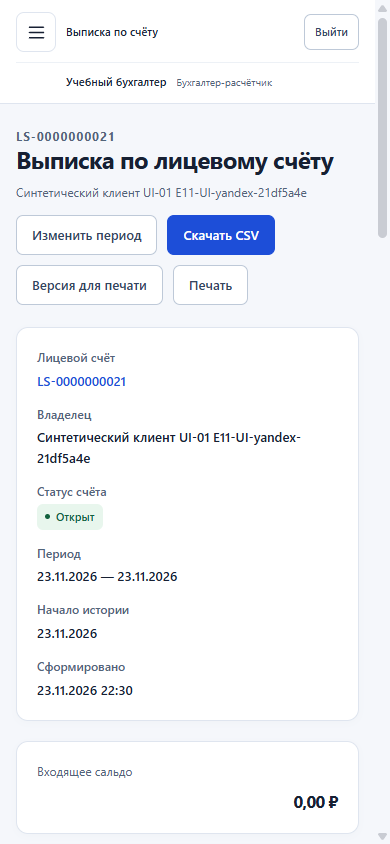 Выписка по счёту
Выйти
Учебный бухгалтер Бухгалтер-расчётчик
LS-0000000021
Выписка по лицевому счёту
Синтетический клиент UI-01 E11-UI-yandex-21df5a4e
Изменить период
Скачать CSV
Версия для печати
Печать
Лицевой счёт
LS-0000000021
Владелец
Синтетический клиент UI-01 E11-UI-yandex-
21df5a4e
Статус счёта
Открыт
Период
23.11.2026 — 23.11.2026
Начало истории
23.11.2026
Сформировано
23.11.2026 22:30
Входящее сальдо
0,00 ₽